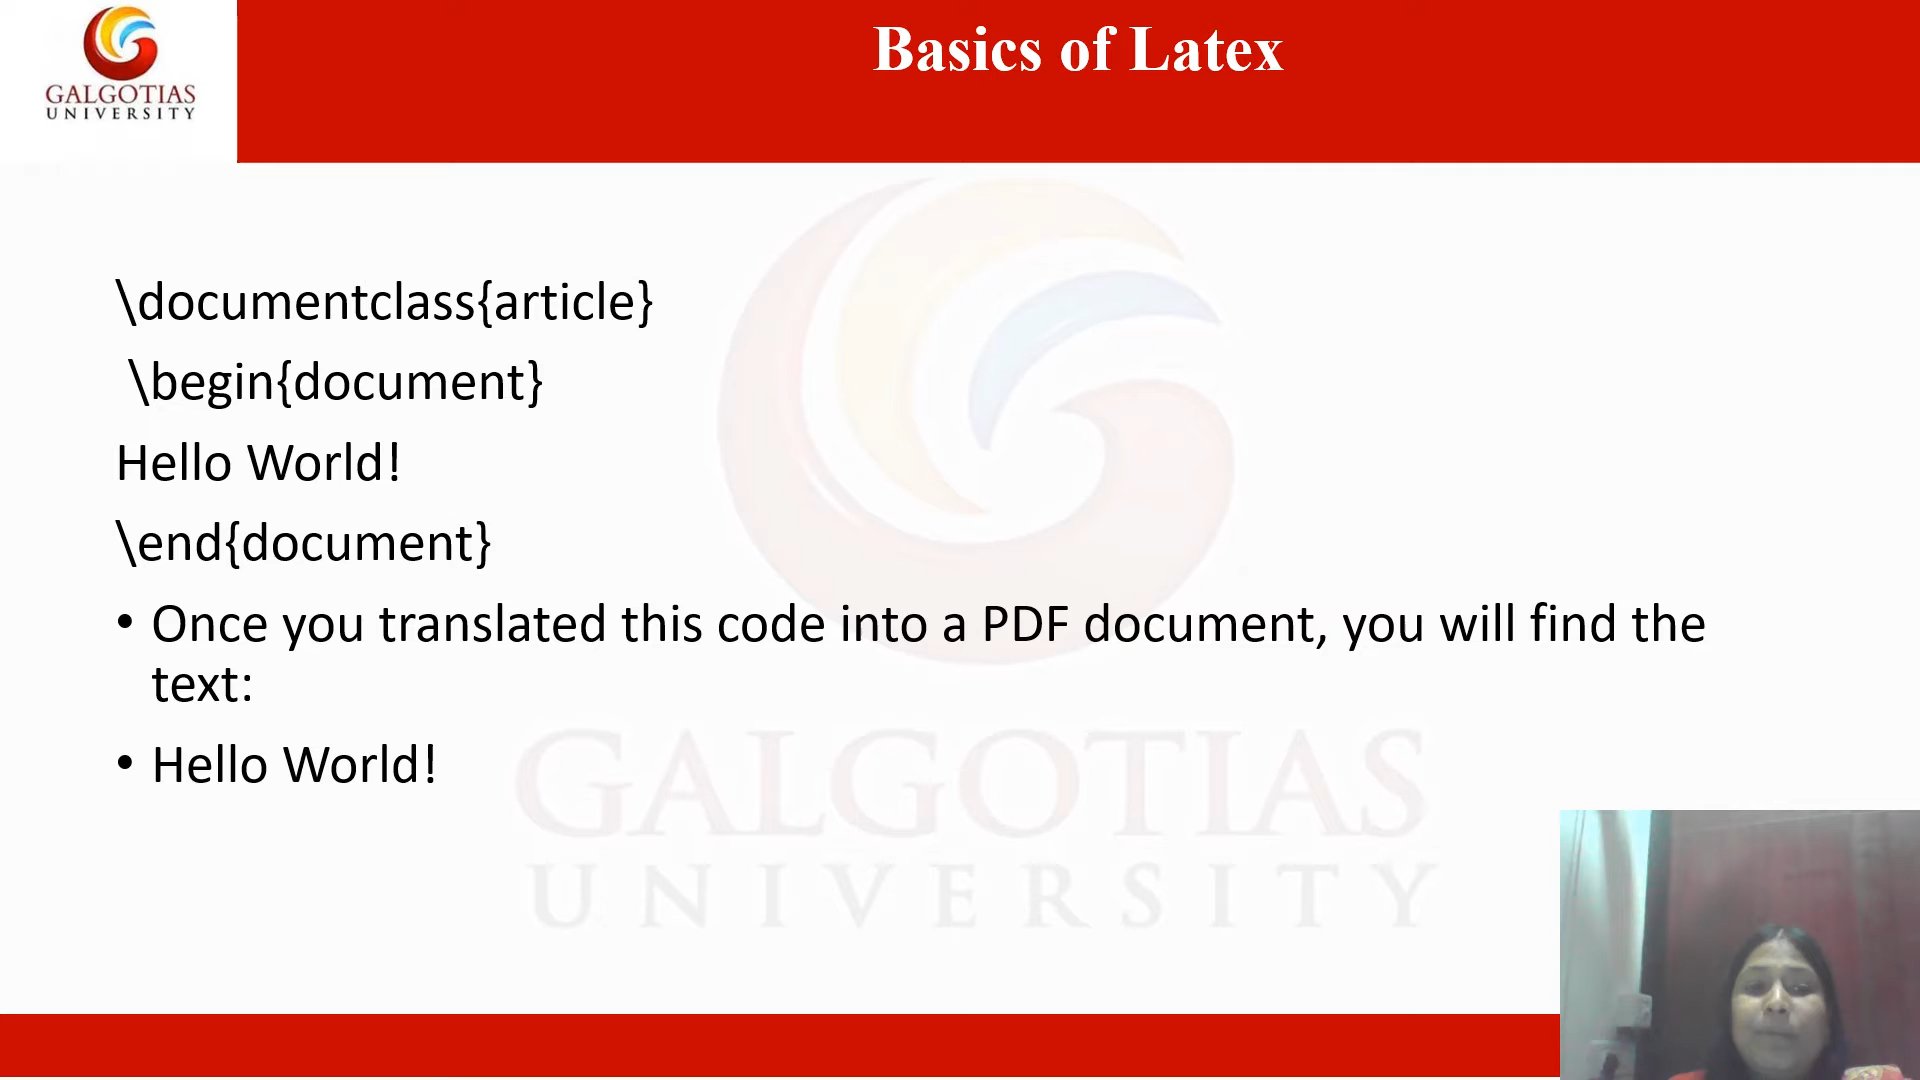 GALGOTIAS
UNIVERSITY
Basics of Latex
\documentclass{article}
\begin{document}
Hello World!
\end{document}
• Once you translated this code into a PDF document, you will find the
text:
• Hello World!
GALGOTIAS
UNIVERSITY